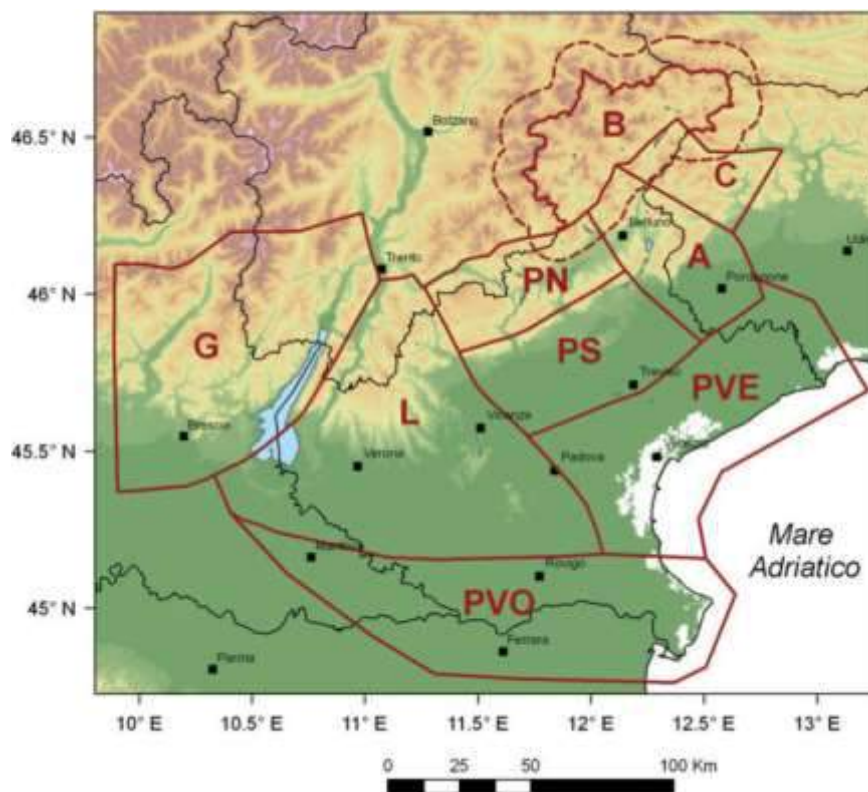 46.5° N
46° N
45.5° N
45° N
B
Bolzano
C
Belluno
Trento
A
Pordenone
PN
G
PS
Treviso
PVE
L
Vicenza
Brescia
Verona
Padova
Mare
Adriatico
Rovigo
PVO
Ferrara
Parma
10° E
10.5° E
11° E
11.5° E
12° E
12.5° E
13° E
0 25 50 100 Km